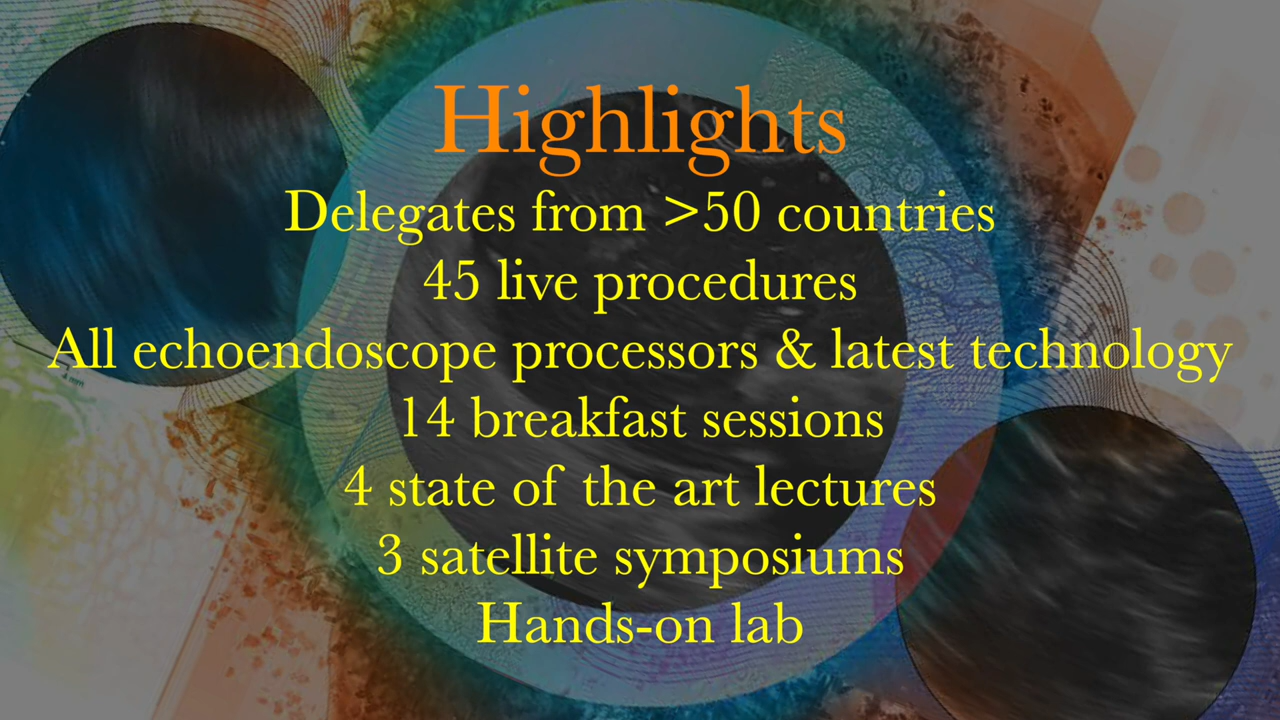 Highlights
Delegates from >50 countries
45 live procedures
All echoendoscope processors & latest technology
14 breakfast sessions
4 state of the art lectures
3 satellite symposiums
Hands-on lab